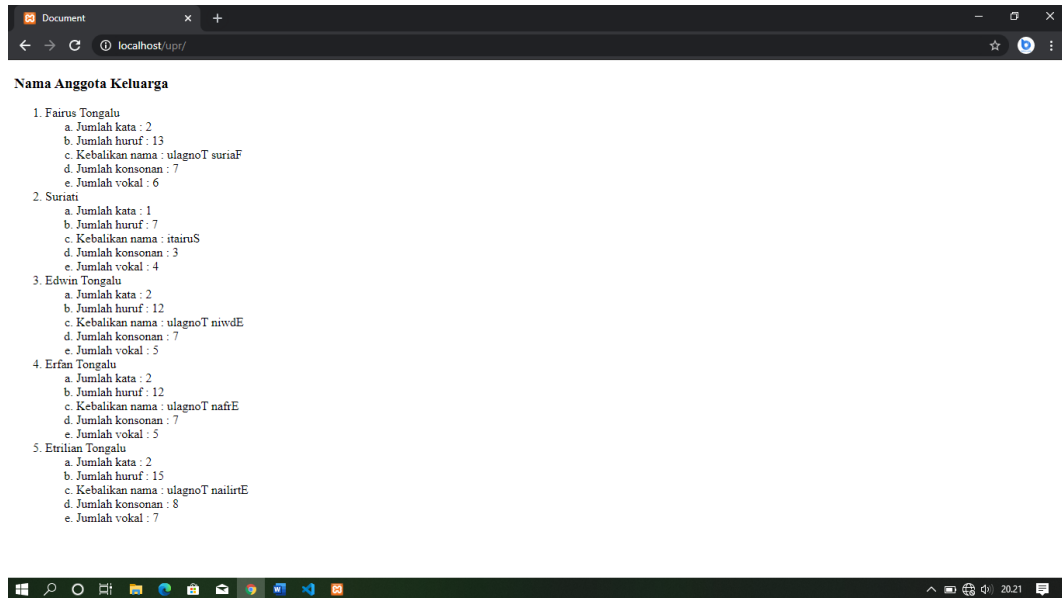 Document
localhost/upr/
Nama Anggota Keluarga
1. Fairus Tongalu
a. Jumlah kata : 2
b. Jumlah huruf : 13
c. Kebalikan nama : ulagnoT suriaF
d. Jumlah konsonan : 7
e. Jumlah vokal : 6
2. Suriati
a. Jumlah kata : 1
b. Jumlah huruf : 7
c. Kebalikan nama : itairuS
d. Jumlah konsonan : 3
e. Jumlah vokal : 4
3. Edwin Tongalu
a. Jumlah kata : 2
b. Jumlah huruf : 12
c. Kebalikan nama : ulagnoT niwdE
d. Jumlah konsonan : 7
e. Jumlah vokal : 5
4. Erfan Tongalu
a. Jumlah kata : 2
b. Jumlah huruf : 12
c. Kebalikan nama : ulagnoT nafrE
d. Jumlah konsonan : 7
e. Jumlah vokal : 5
5. Etrilian Tongalu
a. Jumlah kata : 2
b. Jumlah huruf : 15
c. Kebalikan nama : ulagnoT nailirtE
d. Jumlah konsonan : 8
e. Jumlah vokal : 7
20.21